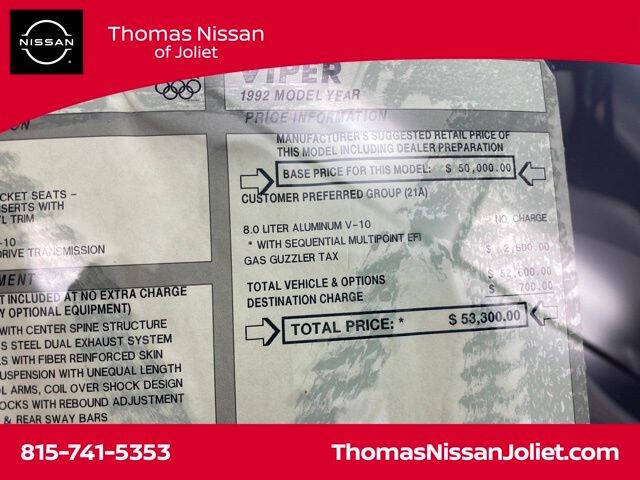 NISSAN
Thomas Nissan
of Joliet
VIPER
1992 MODEL YEAR
PRICE INFORMATION
MANUFACTURER'S SUGGESTED RETAIL PRICE OF
THIS MODEL INCLUDING DEALER PREPARATION
BASE PRICE FOR THIS MODEL: $ 50,000.00
CUSTOMER PREFERRED GROUP (21A)
8.0 LITER ALUMINUM V-10 NO CHARGE
* WITH SEQUENTIAL MULTIPOINT EFI
GAS GUZZLER TAX $ 2,600.00
TOTAL VEHICLE & OPTIONS $ 52,600.00
DESTINATION CHARGE $ 700.00
TOTAL PRICE: * $ 53,300.00
ION
CKET SEATS -
SERTS WITH
L TRIM
-10
DRIVE TRANSMISSION
MENT
T INCLUDED AT NO EXTRA CHARGE
Y OPTIONAL EQUIPMENT)
WITH CENTER SPINE STRUCTURE
S STEEL DUAL EXHAUST SYSTEM
LS WITH FIBER REINFORCED SKIN
USPENSION WITH UNEQUAL LENGTH
OL ARMS, COIL OVER SHOCK DESIGN
OCKS WITH REBOUND ADJUSTMENT
& REAR SWAY BARS
815-741-5353
ThomasNissanJoliet.com